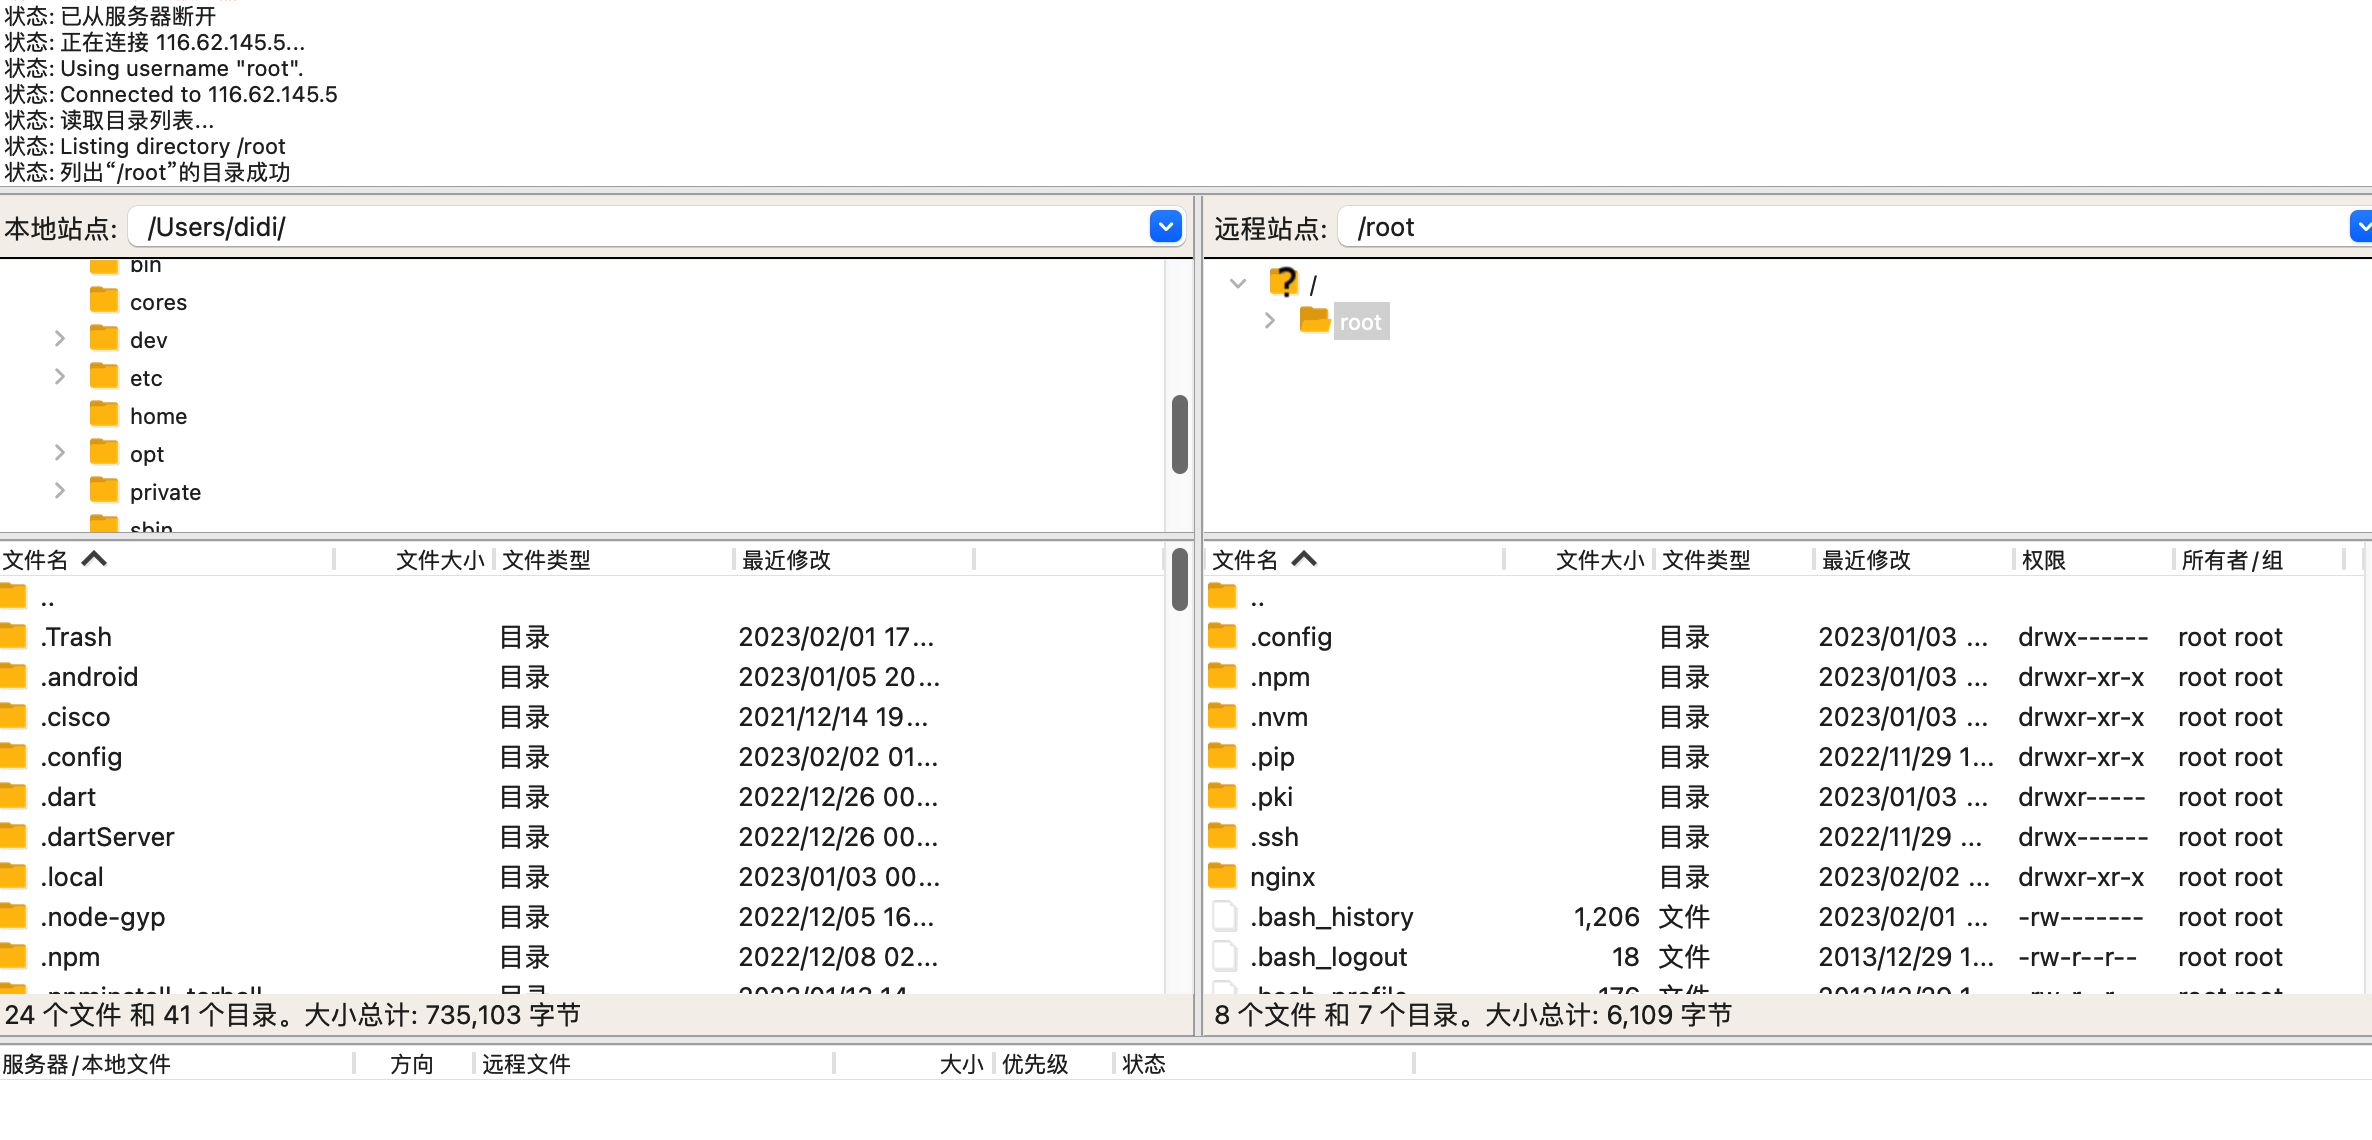 状态: 已从服务器断开
状态: 正在连接 116.62.145.5...
状态: Using username "root".
状态: Connected to 116.62.145.5
状态: 读取目录列表...
状态: Listing directory /root
状态: 列出“/root”的目录成功
本地站点: /Users/didi/
bin
cores
dev
etc
home
opt
private
sbin
文件名 文件大小 文件类型 最近修改
..
.Trash 目录 2023/02/01 17...
.android 目录 2023/01/05 20...
.cisco 目录 2021/12/14 19...
.config 目录 2023/02/02 01...
.dart 目录 2022/12/26 00...
.dartServer 目录 2022/12/26 00...
.local 目录 2023/01/03 00...
.node-gyp 目录 2022/12/05 16...
.npm 目录 2022/12/08 02...
24 个文件 和 41 个目录。大小总计: 735,103 字节
远程站点: /root
/
root
文件名 文件大小 文件类型 最近修改 权限 所有者/组
..
.config 目录 2023/01/03 ... drwx------ root root
.npm 目录 2023/01/03 ... drwxr-xr-x root root
.nvm 目录 2023/01/03 ... drwxr-xr-x root root
.pip 目录 2022/11/29 1... drwxr-xr-x root root
.pki 目录 2023/01/03 ... drwxr----- root root
.ssh 目录 2022/11/29 ... drwx------ root root
nginx 目录 2023/02/02 ... drwxr-xr-x root root
.bash_history 1,206 文件 2023/02/01 ... -rw------- root root
.bash_logout 18 文件 2013/12/29 1... -rw-r--r-- root root
.bash_profile 176 文件 2013/12/29 1... -rw-r--r-- root root
8 个文件 和 7 个目录。大小总计: 6,109 字节
服务器/本地文件 方向 远程文件 大小 优先级 状态